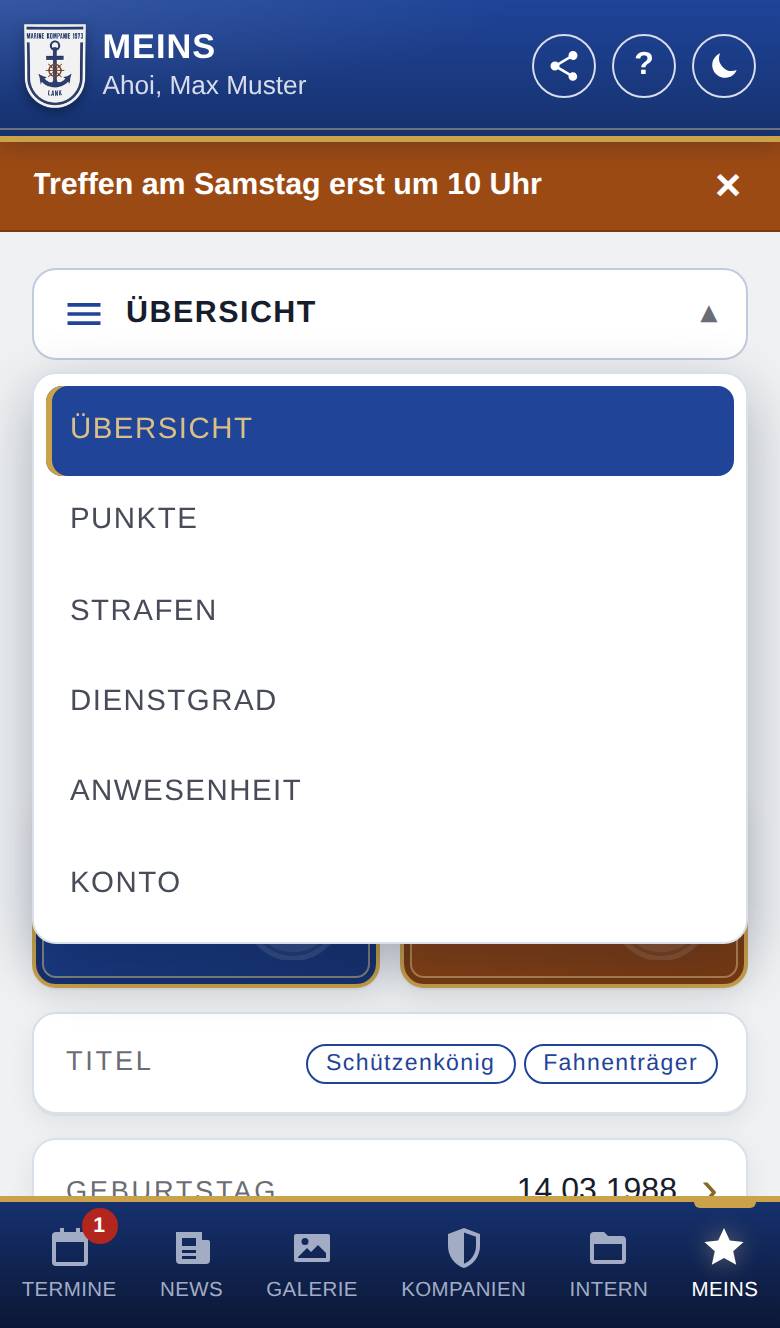 MARINE KOMPANIE 1973
LANK
MEINS
Ahoi, Max Muster
?
Treffen am Samstag erst um 10 Uhr
ÜBERSICHT
ÜBERSICHT
PUNKTE
STRAFEN
DIENSTGRAD
ANWESENHEIT
KONTO
TITEL Schützenkönig Fahnenträger
GEBURTSTAG 14.03.1988
1
TERMINE NEWS GALERIE KOMPANIEN INTERN MEINS